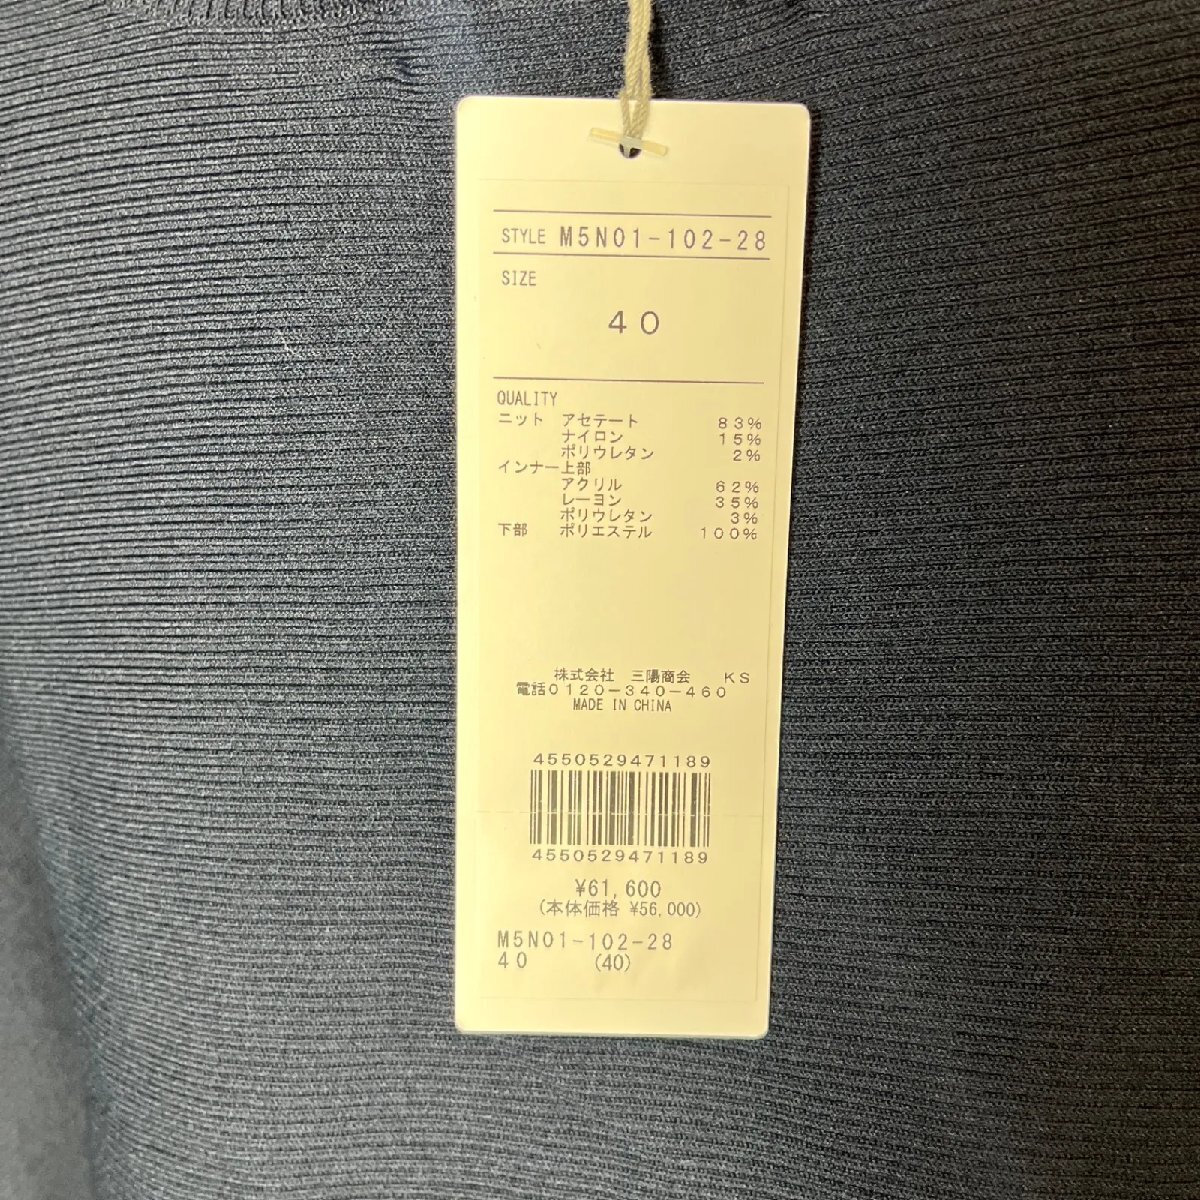 STYLE M5N01-102-28
SIZE
40
QUALITY
ニット アセテート 83%
ナイロン 15%
ポリウレタン 2%
インナー上部
アクリル 62%
レーヨン 35%
ポリウレタン 3%
下部 ポリエステル 100%
株式会社 三陽商会 KS
電話0120-340-460
MADE IN CHINA
4550529471189
4550529471189
¥61,600
(本体価格 ¥56,000)
M5N01-102-28
40 (40)